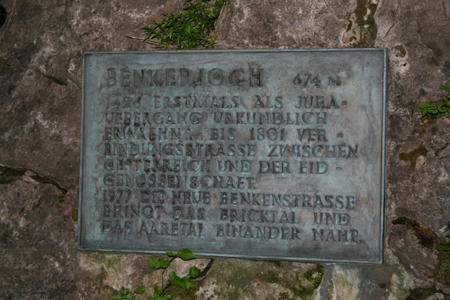 BENKERJOCH 674 M
1424 ERSTMALS ALS JURA-
UEBERGANG URKUNDLICH
ERWAEHNT. BIS 1801 VER-
BINDUNGSSTRASSE ZWISCHEN
OESTERREICH UND DER EID-
GENOSSENSCHAFT.
1977 DIE NEUE BENKENSTRASSE
BRINGT DAS FRICKTAL UND
DAS AARETAL EINANDER NAHE.